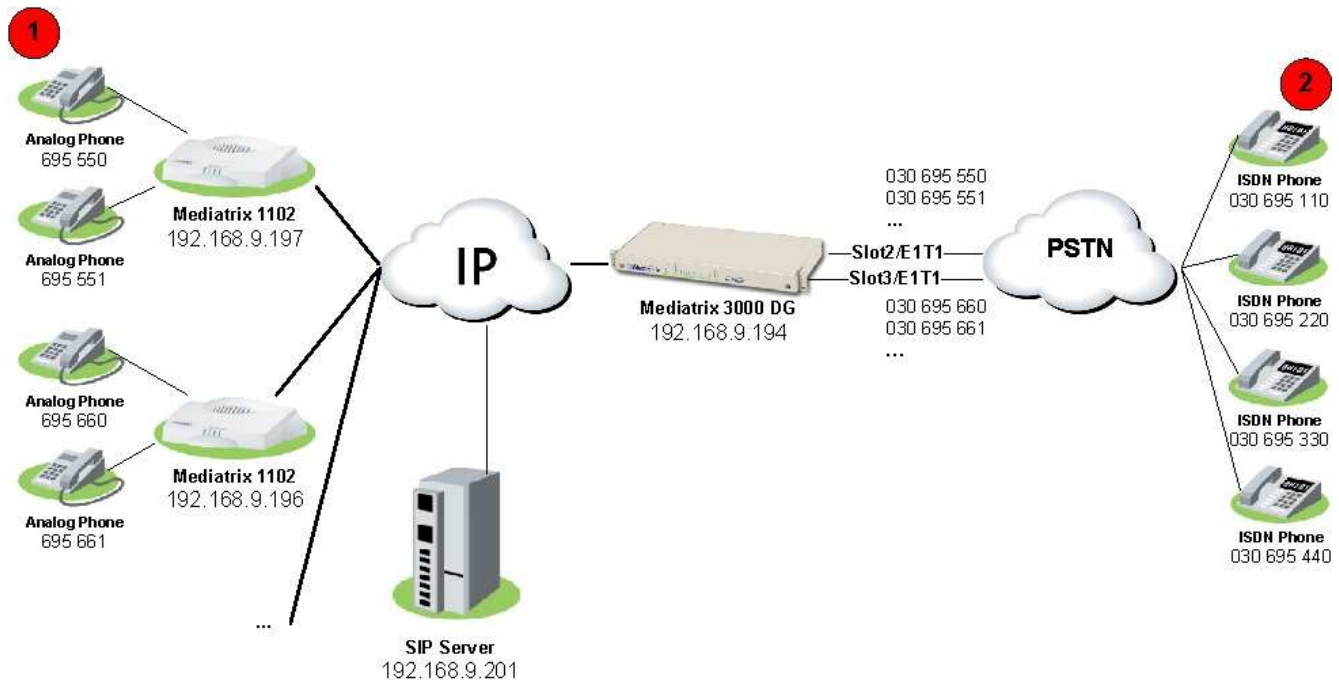 1
Analog Phone
695 550
Analog Phone
695 551
Mediatrix 1102
192.168.9.197
Analog Phone
695 660
Analog Phone
695 661
Mediatrix 1102
192.168.9.196
...
IP
SIP Server
192.168.9.201
Mediatrix 3000 DG
192.168.9.194
030 695 550
030 695 551
...
Slot2/E1T1
Slot3/E1T1
030 695 660
030 695 661
...
PSTN
2
ISDN Phone
030 695 110
ISDN Phone
030 695 220
ISDN Phone
030 695 330
ISDN Phone
030 695 440